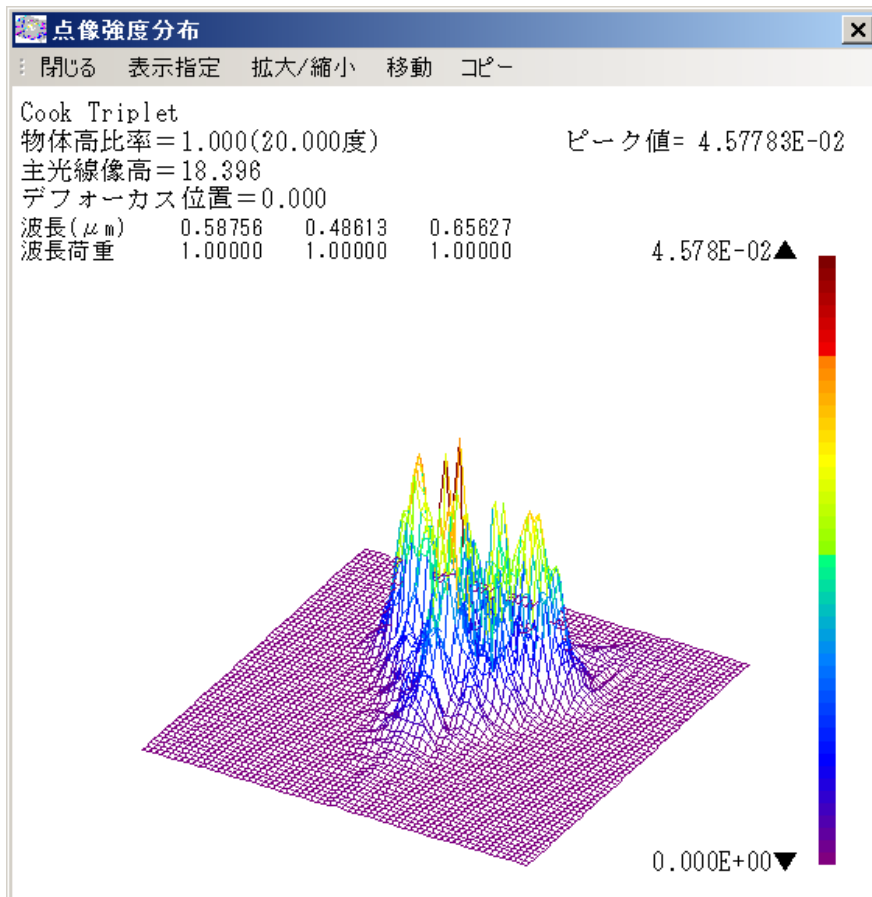 点像強度分布
閉じる 表示指定 拡大/縮小 移動 コピー
Cook Triplet
物体高比率=1.000(20.000度) ピーク値= 4.57783E-02
主光線像高=18.396
デフォーカス位置=0.000
波長(μm) 0.58756 0.48613 0.65627
波長荷重 1.00000 1.00000 1.00000
4.578E-02▲
0.000E+00▼